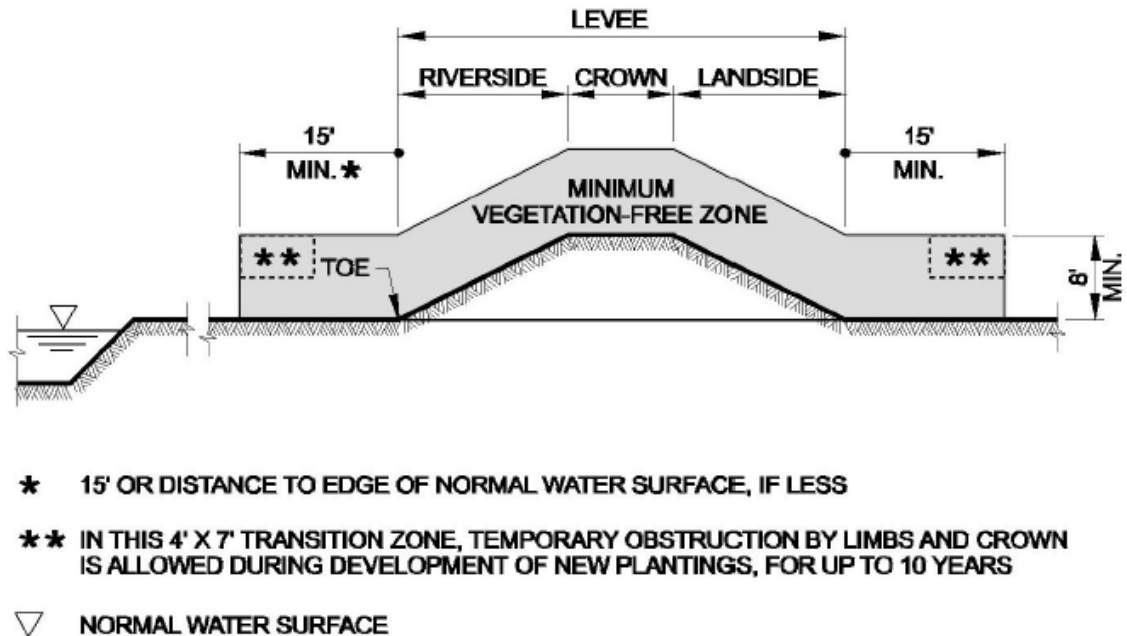 LEVEE
RIVERSIDE CROWN LANDSIDE
15'
MIN. *
15'
MIN.
MINIMUM
VEGETATION-FREE ZONE
**
**
TOE
8'
MIN.
* 15' OR DISTANCE TO EDGE OF NORMAL WATER SURFACE, IF LESS
** IN THIS 4' X 7' TRANSITION ZONE, TEMPORARY OBSTRUCTION BY LIMBS AND CROWN
IS ALLOWED DURING DEVELOPMENT OF NEW PLANTINGS, FOR UP TO 10 YEARS
NORMAL WATER SURFACE